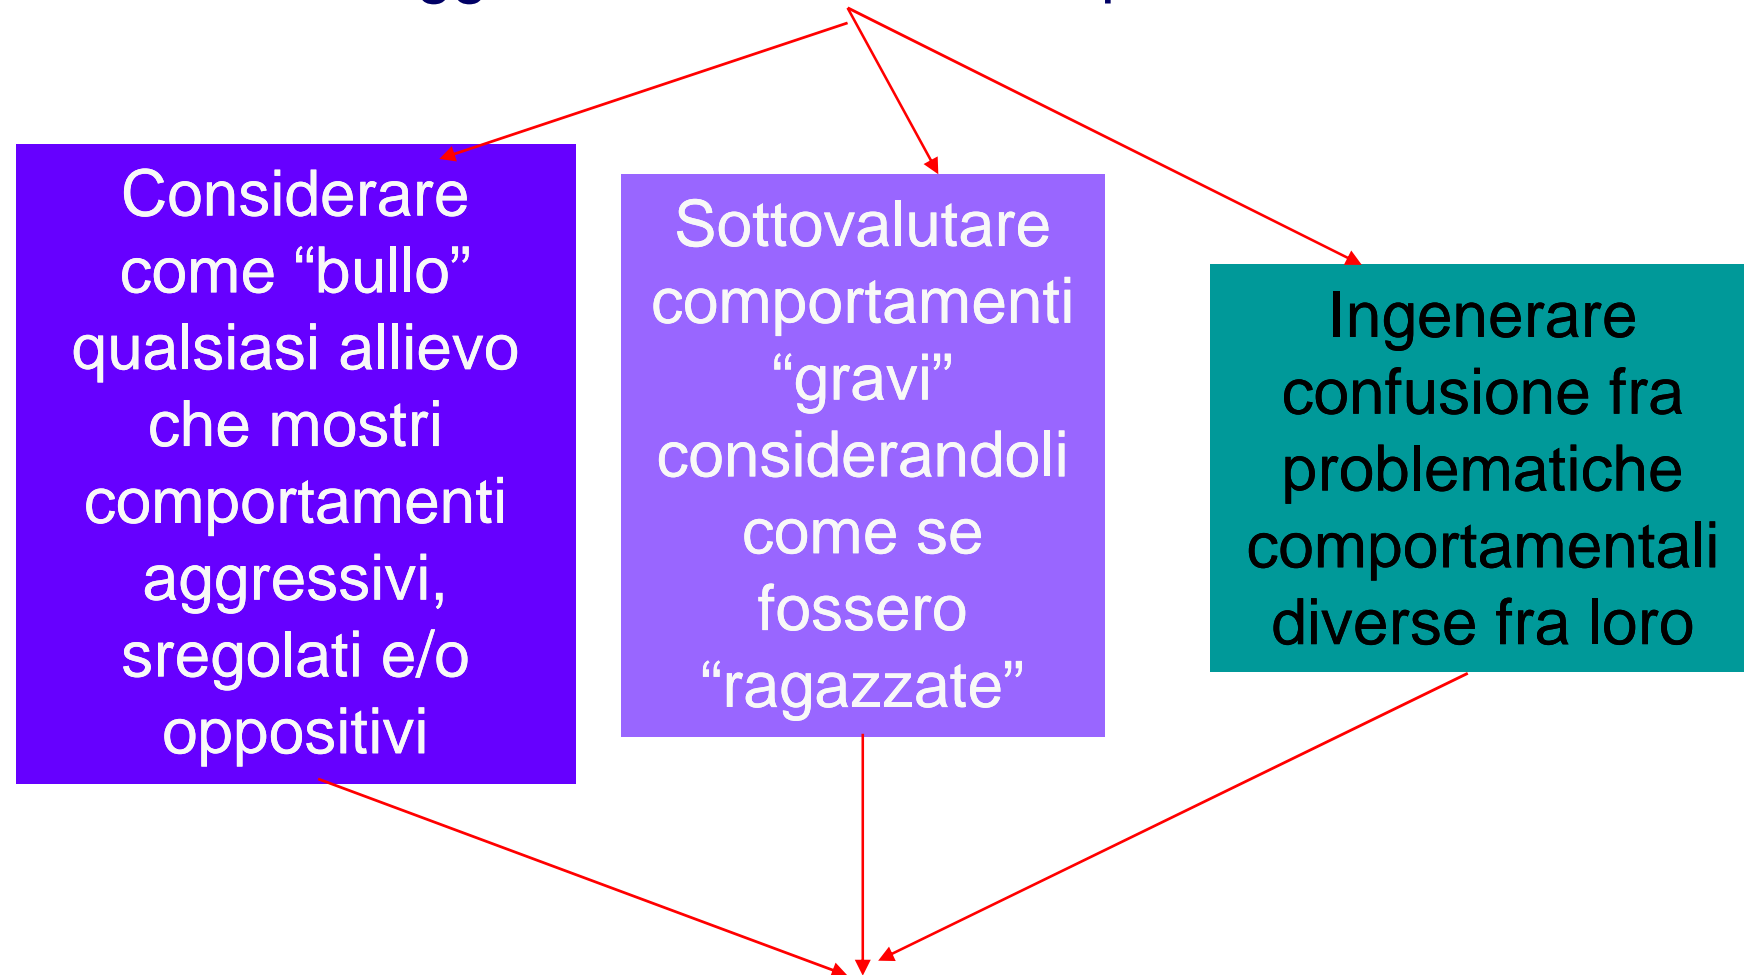 Considerare
come “bullo”
qualsiasi allievo
che mostri
comportamenti
aggressivi,
sregolati e/o
oppositivi
Sottovalutare
comportamenti
“gravi”
considerandoli
come se
fossero
“ragazzate”
Ingenerare
confusione fra
problematiche
comportamentali
diverse fra loro